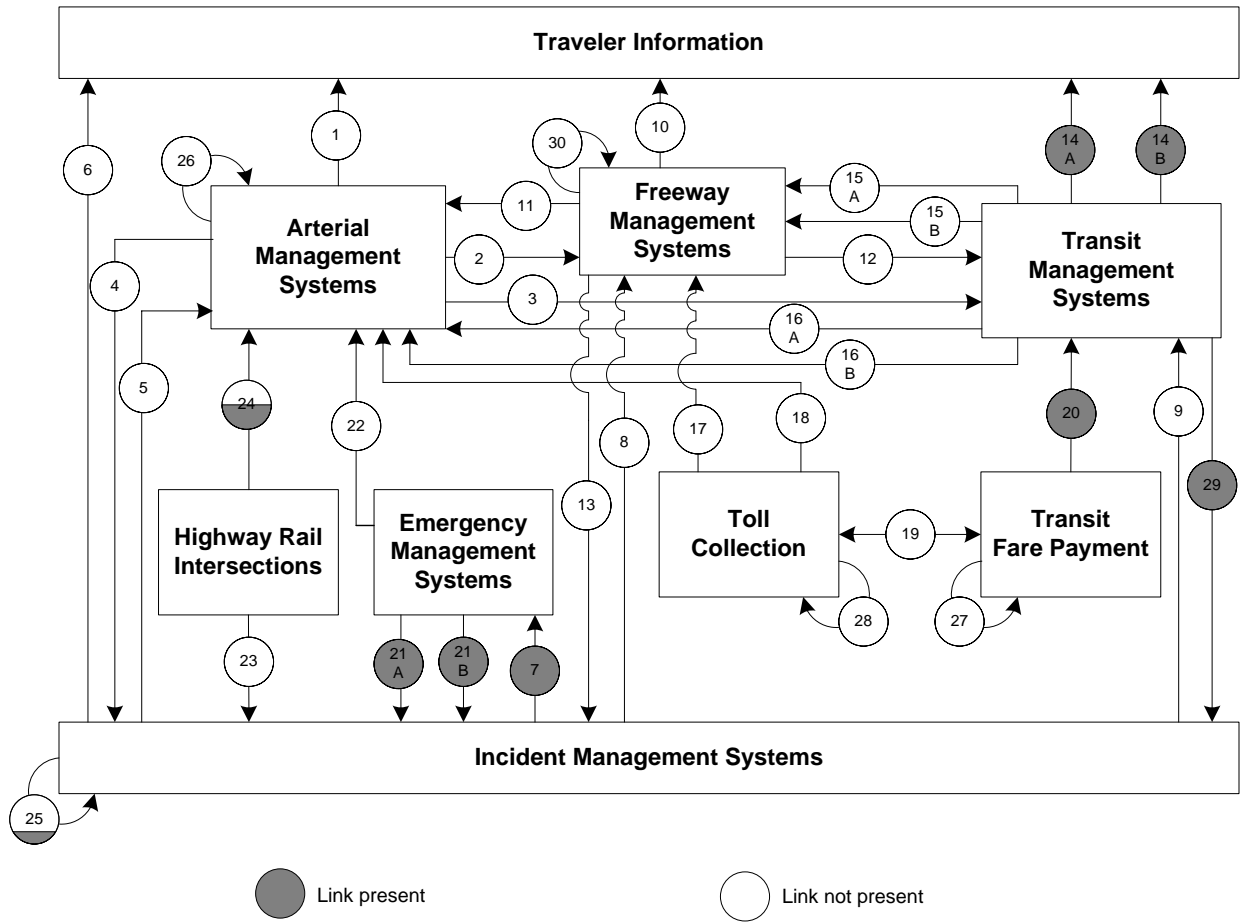 Traveler Information
6
1
10
14
A
14
B
26
30
15
A
11
15
B
Freeway
Management
Systems
Arterial
Management
Systems
Transit
Management
Systems
4
2
12
3
16
A
5
16
B
24
22
8
17
18
20
9
29
13
Highway Rail
Intersections
Emergency
Management
Systems
Toll
Collection
19
Transit
Fare Payment
28
27
23
21
A
21
B
7
Incident Management Systems
25
Link present
Link not present